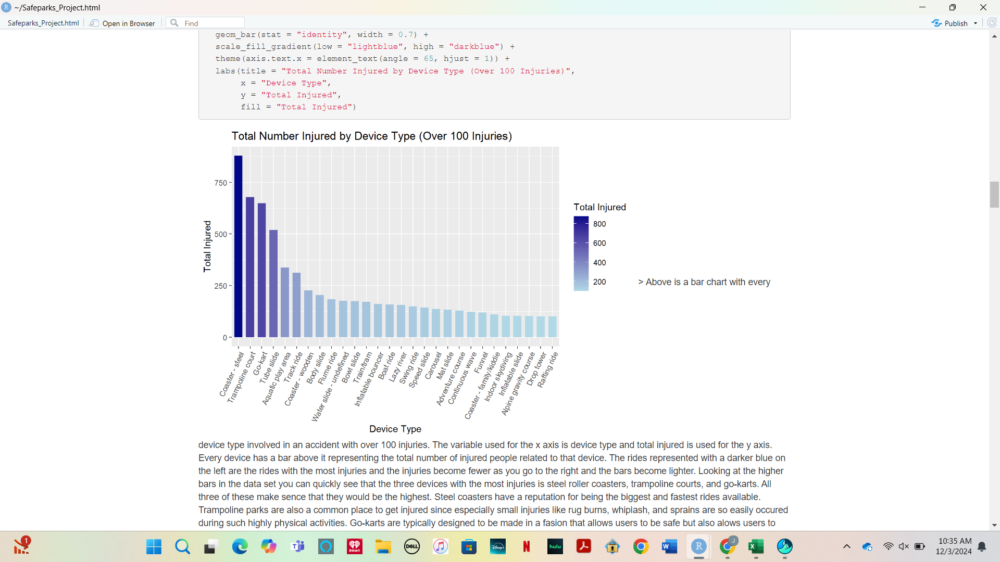 R ~/Safeparks_Project.html
Safeparks_Project.html Open in Browser Find Publish
geom_bar(stat = "identity", width = 0.7) +
scale_fill_gradient(low = "lightblue", high = "darkblue") +
theme(axis.text.x = element_text(angle = 65, hjust = 1)) +
labs(title = "Total Number Injured by Device Type (Over 100 Injuries)",
x = "Device Type",
y = "Total Injured",
fill = "Total Injured")
Total Number Injured by Device Type (Over 100 Injuries)
Total Injured
750
500
250
0
Coaster - steel
Trampoline court
Go-kart
Tube slide
Aquatic play area
Track ride
Coaster - wooden
Body slide
Flume ride
Water slide - undefined
Bowl slide
Train/tram
Inflatable bouncer
Boat ride
Lazy river
Swing ride
Speed slide
Carousel
Mat slide
Adventure course
Continuous wave
Funnel
Coaster - family/kiddie
Indoor skydiving
Inflatable slide
Alpine gravity course
Drop tower
Rafting ride
Device Type
Total Injured
800
600
400
200
> Above is a bar chart with every
device type involved in an accident with over 100 injuries. The variable used for the x axis is device type and total injured is used for the y axis.
Every device has a bar above it representing the total number of injured people related to that device. The rides represented with a darker blue on
the left are the rides with the most injuries and the injuries become fewer as you go to the right and the bars become lighter. Looking at the higher
bars in the data set you can quickly see that the three devices with the most injuries is steel roller coasters, trampoline courts, and go-karts. All
three of these make sence that they would be the highest. Steel coasters have a reputation for being the biggest and fastest rides available.
Trampoline parks are also a common place to get injured since especially small injuries like rug burns, whiplash, and sprains are so easily occured
during such highly physical activities. Go-karts are typically designed to be made in a fasion that allows users to be safe but also alows users to
1
T
iHeart
DELL
Disney+
N
hulu
W
R
J
X
10:35 AM
12/3/2024